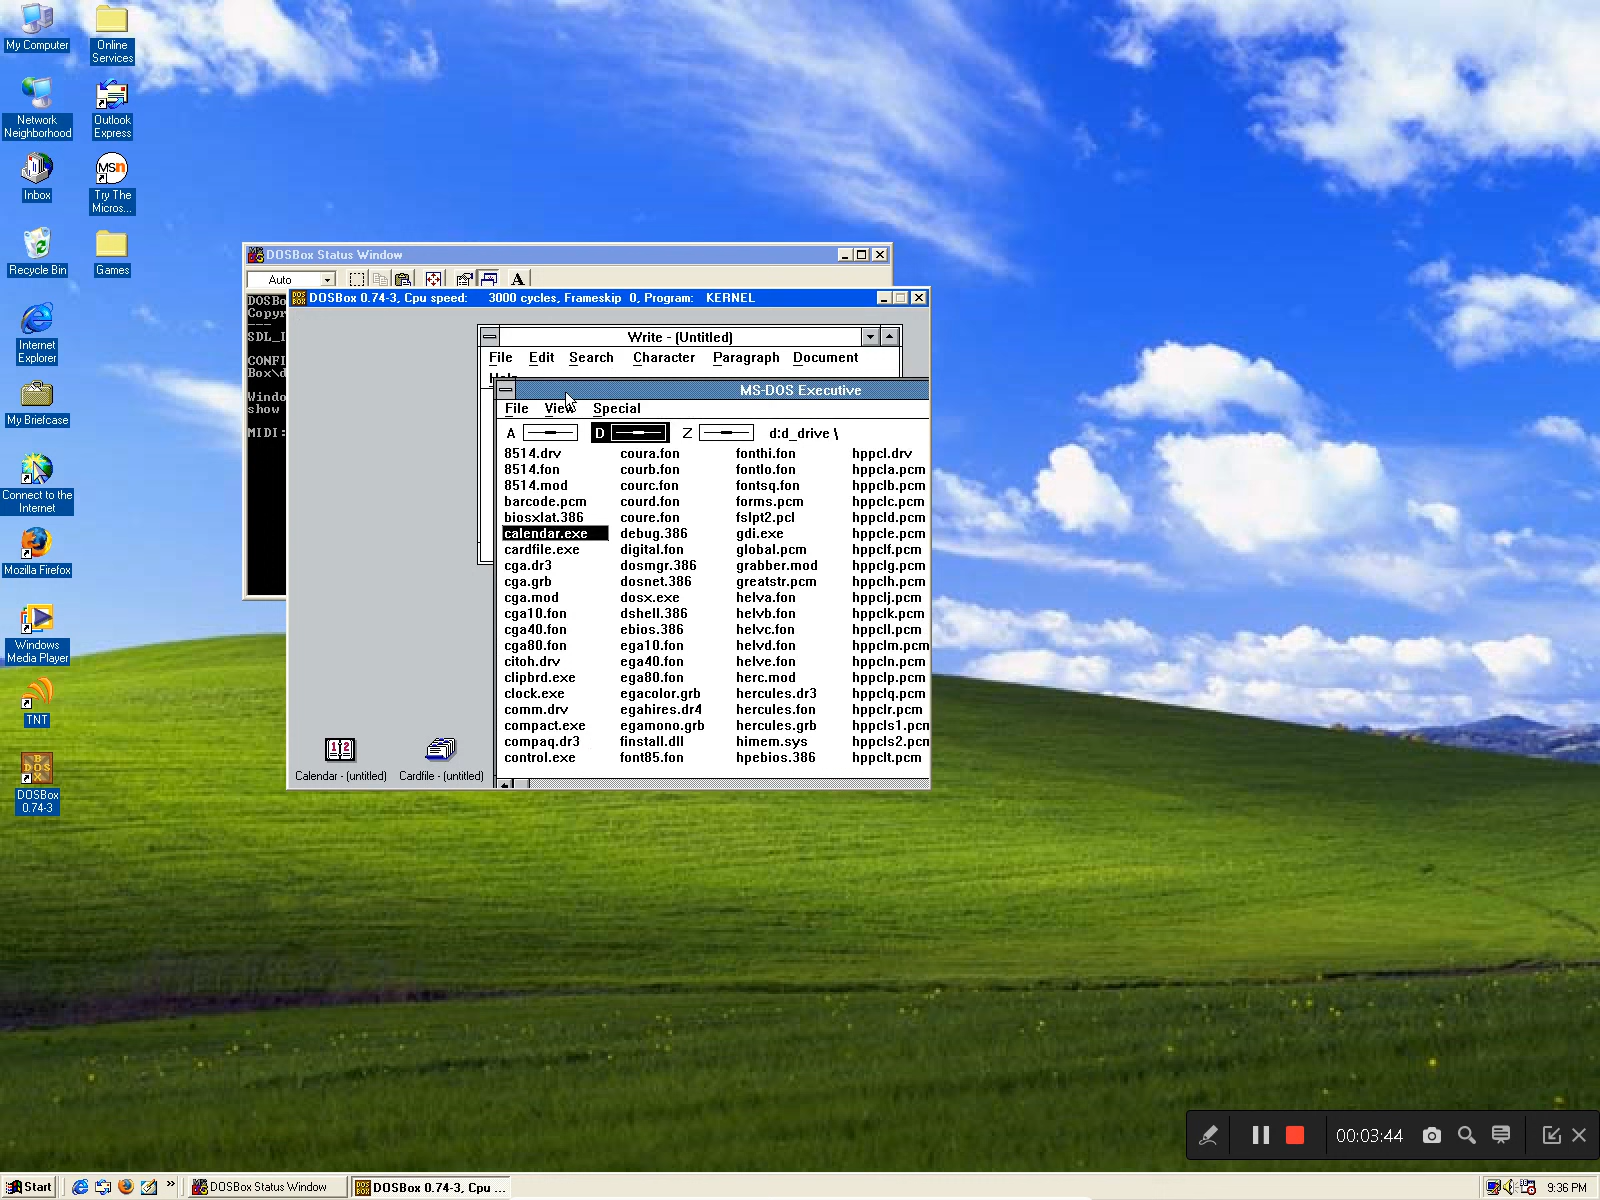 My Computer
Online
Services
Network
Neighborhood
Outlook
Express
Inbox
msn
Try The
Micros...
Recycle Bin
Games
Internet
Explorer
My Briefcase
Connect to the
Internet
Mozilla Firefox
Windows
Media Player
TNT
DOSBox
0.74-3
DOSBox Status Window
Auto
A
DOSBo
Copyr
---
SDL_I
CONFI
Box\d
Windo
show
MIDI:
DOSBox 0.74-3, Cpu speed: 3000 cycles, Frameskip 0, Program: KERNEL
Write - (Untitled)
File Edit Search Character Paragraph Document
Help
MS-DOS Executive
File View Special
A D Z d:d_drive \
8514.drv coura.fon fonthi.fon hppcl.drv
8514.fon courb.fon fontlo.fon hppcla.pcm
8514.mod courc.fon fontsq.fon hppclb.pcm
barcode.pcm courd.fon forms.pcm hppclc.pcm
biosxlat.386 coure.fon fslpt2.pcl hppcld.pcm
calendar.exe debug.386 gdi.exe hppcle.pcm
cardfile.exe digital.fon global.pcm hppclf.pcm
cga.dr3 dosmgr.386 grabber.mod hppclg.pcm
cga.grb dosnet.386 greatstr.pcm hppclh.pcm
cga.mod dosx.exe helva.fon hppclj.pcm
cga10.fon dshell.386 helvb.fon hppclk.pcm
cga40.fon ebios.386 helvc.fon hppcll.pcm
cga80.fon ega10.fon helvd.fon hppclm.pcm
citoh.drv ega40.fon helve.fon hppcln.pcm
clipbrd.exe ega80.fon herc.mod hppclp.pcm
clock.exe egacolor.grb hercules.dr3 hppclq.pcm
comm.drv egahires.dr4 hercules.fon hppclr.pcm
compact.exe egamono.grb hercules.grb hppcls1.pcm
compaq.dr3 finstall.dll himem.sys hppcls2.pcm
control.exe font85.fon hpebios.386 hppclt.pcm
Calendar - (untitled) Cardfile - (untitled)
00:03:44
Start
DOSBox Status Window
DOSBox 0.74-3, Cpu ...
9:36 PM